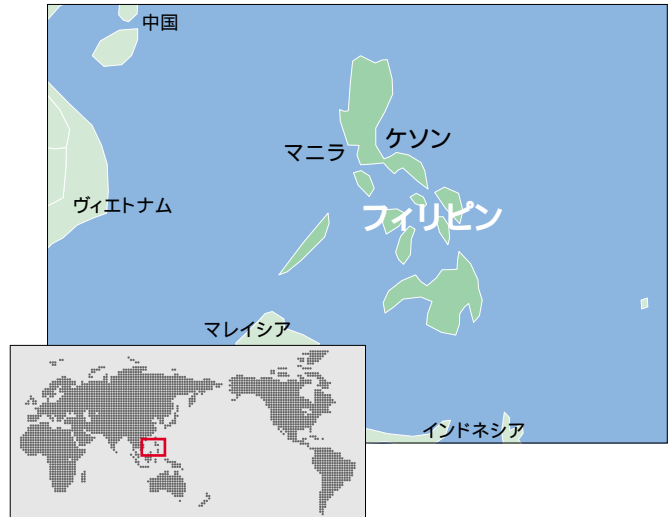 中国
ケソン
マニラ
ヴィエトナム
フィリピン
マレイシア
インドネシア